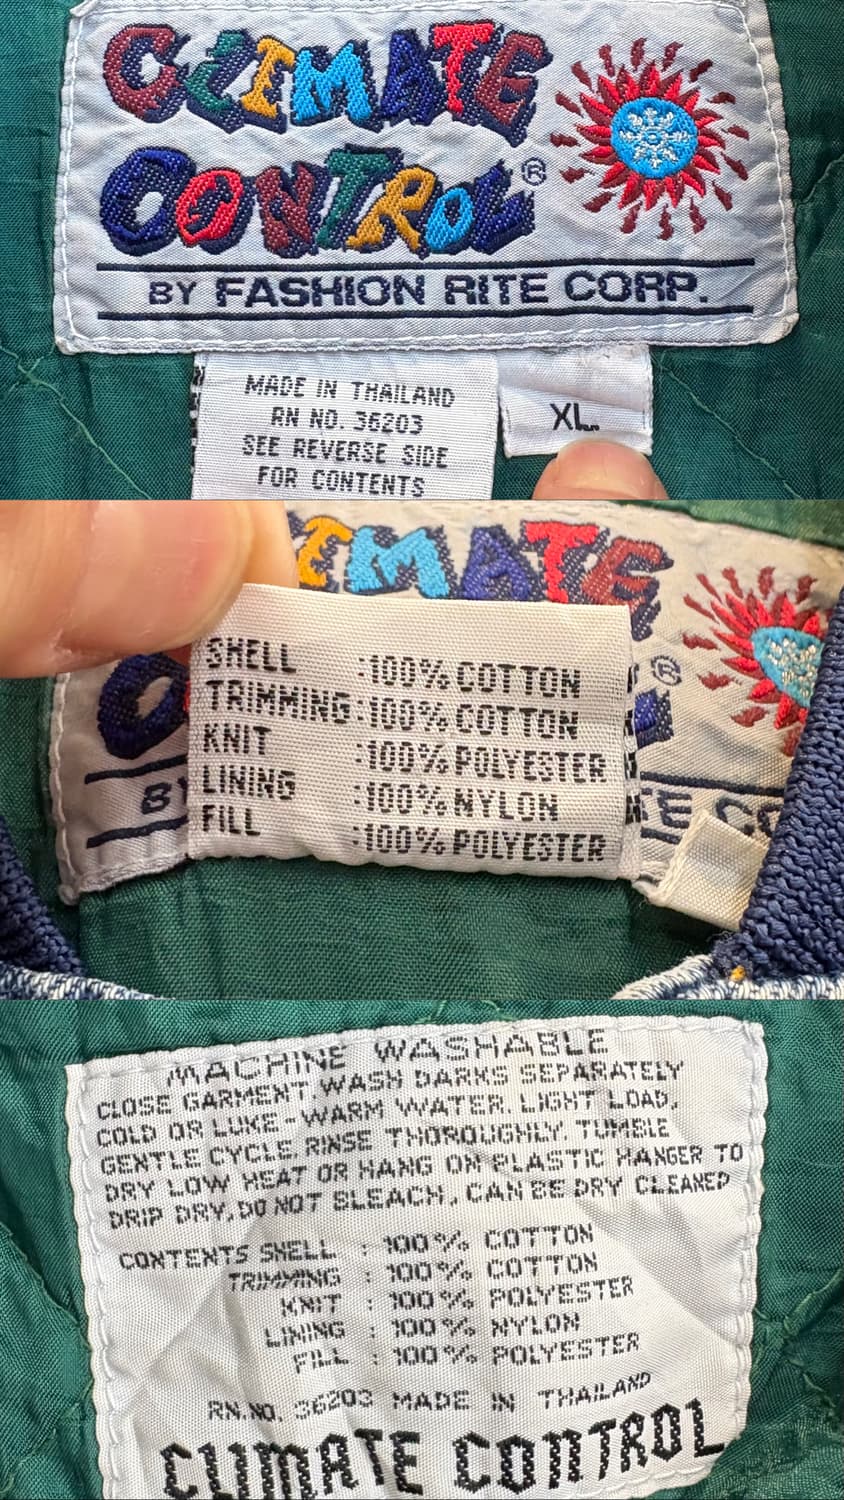 CLIMATE
CONTROL®
BY FASHION RITE CORP.
MADE IN THAILAND
RN NO. 36203
SEE REVERSE SIDE
FOR CONTENTS
XL
IMATE
®
BY
TE CO
SHELL :100% COTTON
TRIMMING :100% COTTON
KNIT :100% POLYESTER
LINING :100% NYLON
FILL :100% POLYESTER
MACHINE WASHABLE
CLOSE GARMENT. WASH DARKS SEPARATELY
COLD OR LUKE-WARM WATER. LIGHT LOAD,
GENTLE CYCLE. RINSE THOROUGHLY. TUMBLE
DRY LOW HEAT OR HANG ON PLASTIC HANGER TO
DRIP DRY, DO NOT BLEACH, CAN BE DRY CLEANED
CONTENTS SHELL : 100% COTTON
TRIMMING : 100% COTTON
KNIT : 100% POLYESTER
LINING : 100% NYLON
FILL : 100% POLYESTER
RN.NO. 36203 MADE IN THAILAND
CLIMATE CONTROL